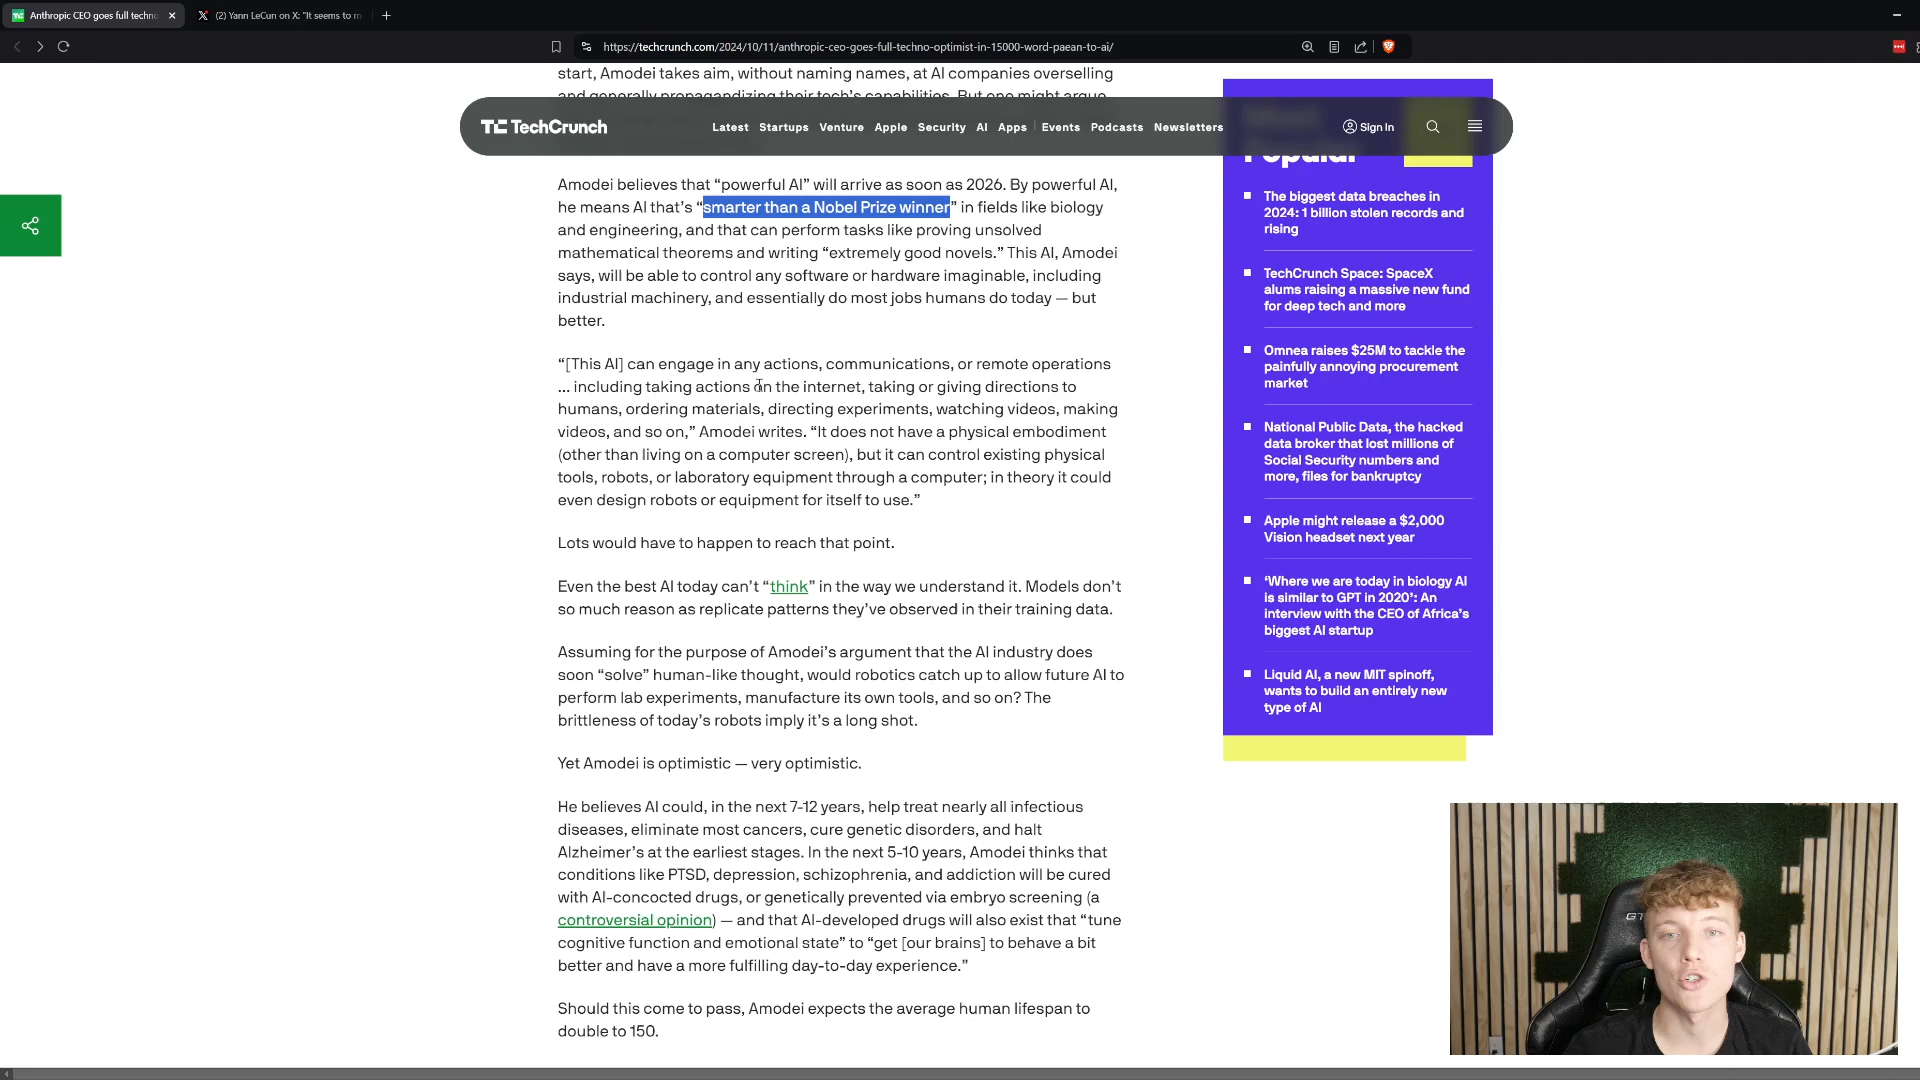 Anthropic CEO goes full techno
(2) Yann LeCun on X: "It seems to m
https://techcrunch.com/2024/10/11/anthropic-ceo-goes-full-techno-optimist-in-15000-word-paean-to-ai/
start, Amodei takes aim, without naming names, at AI companies overselling
and generally propagandizing their tech's capabilities. But one might argue
TechCrunch
Latest Startups Venture Apple Security AI Apps Events Podcasts Newsletters
Sign In
Popular
Amodei believes that “powerful AI” will arrive as soon as 2026. By powerful AI,
he means AI that's “smarter than a Nobel Prize winner” in fields like biology
and engineering, and that can perform tasks like proving unsolved
mathematical theorems and writing “extremely good novels.” This AI, Amodei
says, will be able to control any software or hardware imaginable, including
industrial machinery, and essentially do most jobs humans do today — but
better.
“[This AI] can engage in any actions, communications, or remote operations
… including taking actions on the internet, taking or giving directions to
humans, ordering materials, directing experiments, watching videos, making
videos, and so on,” Amodei writes. “It does not have a physical embodiment
(other than living on a computer screen), but it can control existing physical
tools, robots, or laboratory equipment through a computer; in theory it could
even design robots or equipment for itself to use.”
Lots would have to happen to reach that point.
Even the best AI today can't “think” in the way we understand it. Models don't
so much reason as replicate patterns they've observed in their training data.
Assuming for the purpose of Amodei's argument that the AI industry does
soon “solve” human-like thought, would robotics catch up to allow future AI to
perform lab experiments, manufacture its own tools, and so on? The
brittleness of today's robots imply it's a long shot.
Yet Amodei is optimistic — very optimistic.
He believes AI could, in the next 7-12 years, help treat nearly all infectious
diseases, eliminate most cancers, cure genetic disorders, and halt
Alzheimer's at the earliest stages. In the next 5-10 years, Amodei thinks that
conditions like PTSD, depression, schizophrenia, and addiction will be cured
with AI-concocted drugs, or genetically prevented via embryo screening (a
controversial opinion) — and that AI-developed drugs will also exist that “tune
cognitive function and emotional state” to “get [our brains] to behave a bit
better and have a more fulfilling day-to-day experience.”
Should this come to pass, Amodei expects the average human lifespan to
double to 150.
The biggest data breaches in
2024: 1 billion stolen records and
rising
TechCrunch Space: SpaceX
alums raising a massive new fund
for deep tech and more
Omnea raises $25M to tackle the
painfully annoying procurement
market
National Public Data, the hacked
data broker that lost millions of
Social Security numbers and
more, files for bankruptcy
Apple might release a $2,000
Vision headset next year
‘Where we are today in biology AI
is similar to GPT in 2020’: An
interview with the CEO of Africa's
biggest AI startup
Liquid AI, a new MIT spinoff,
wants to build an entirely new
type of AI